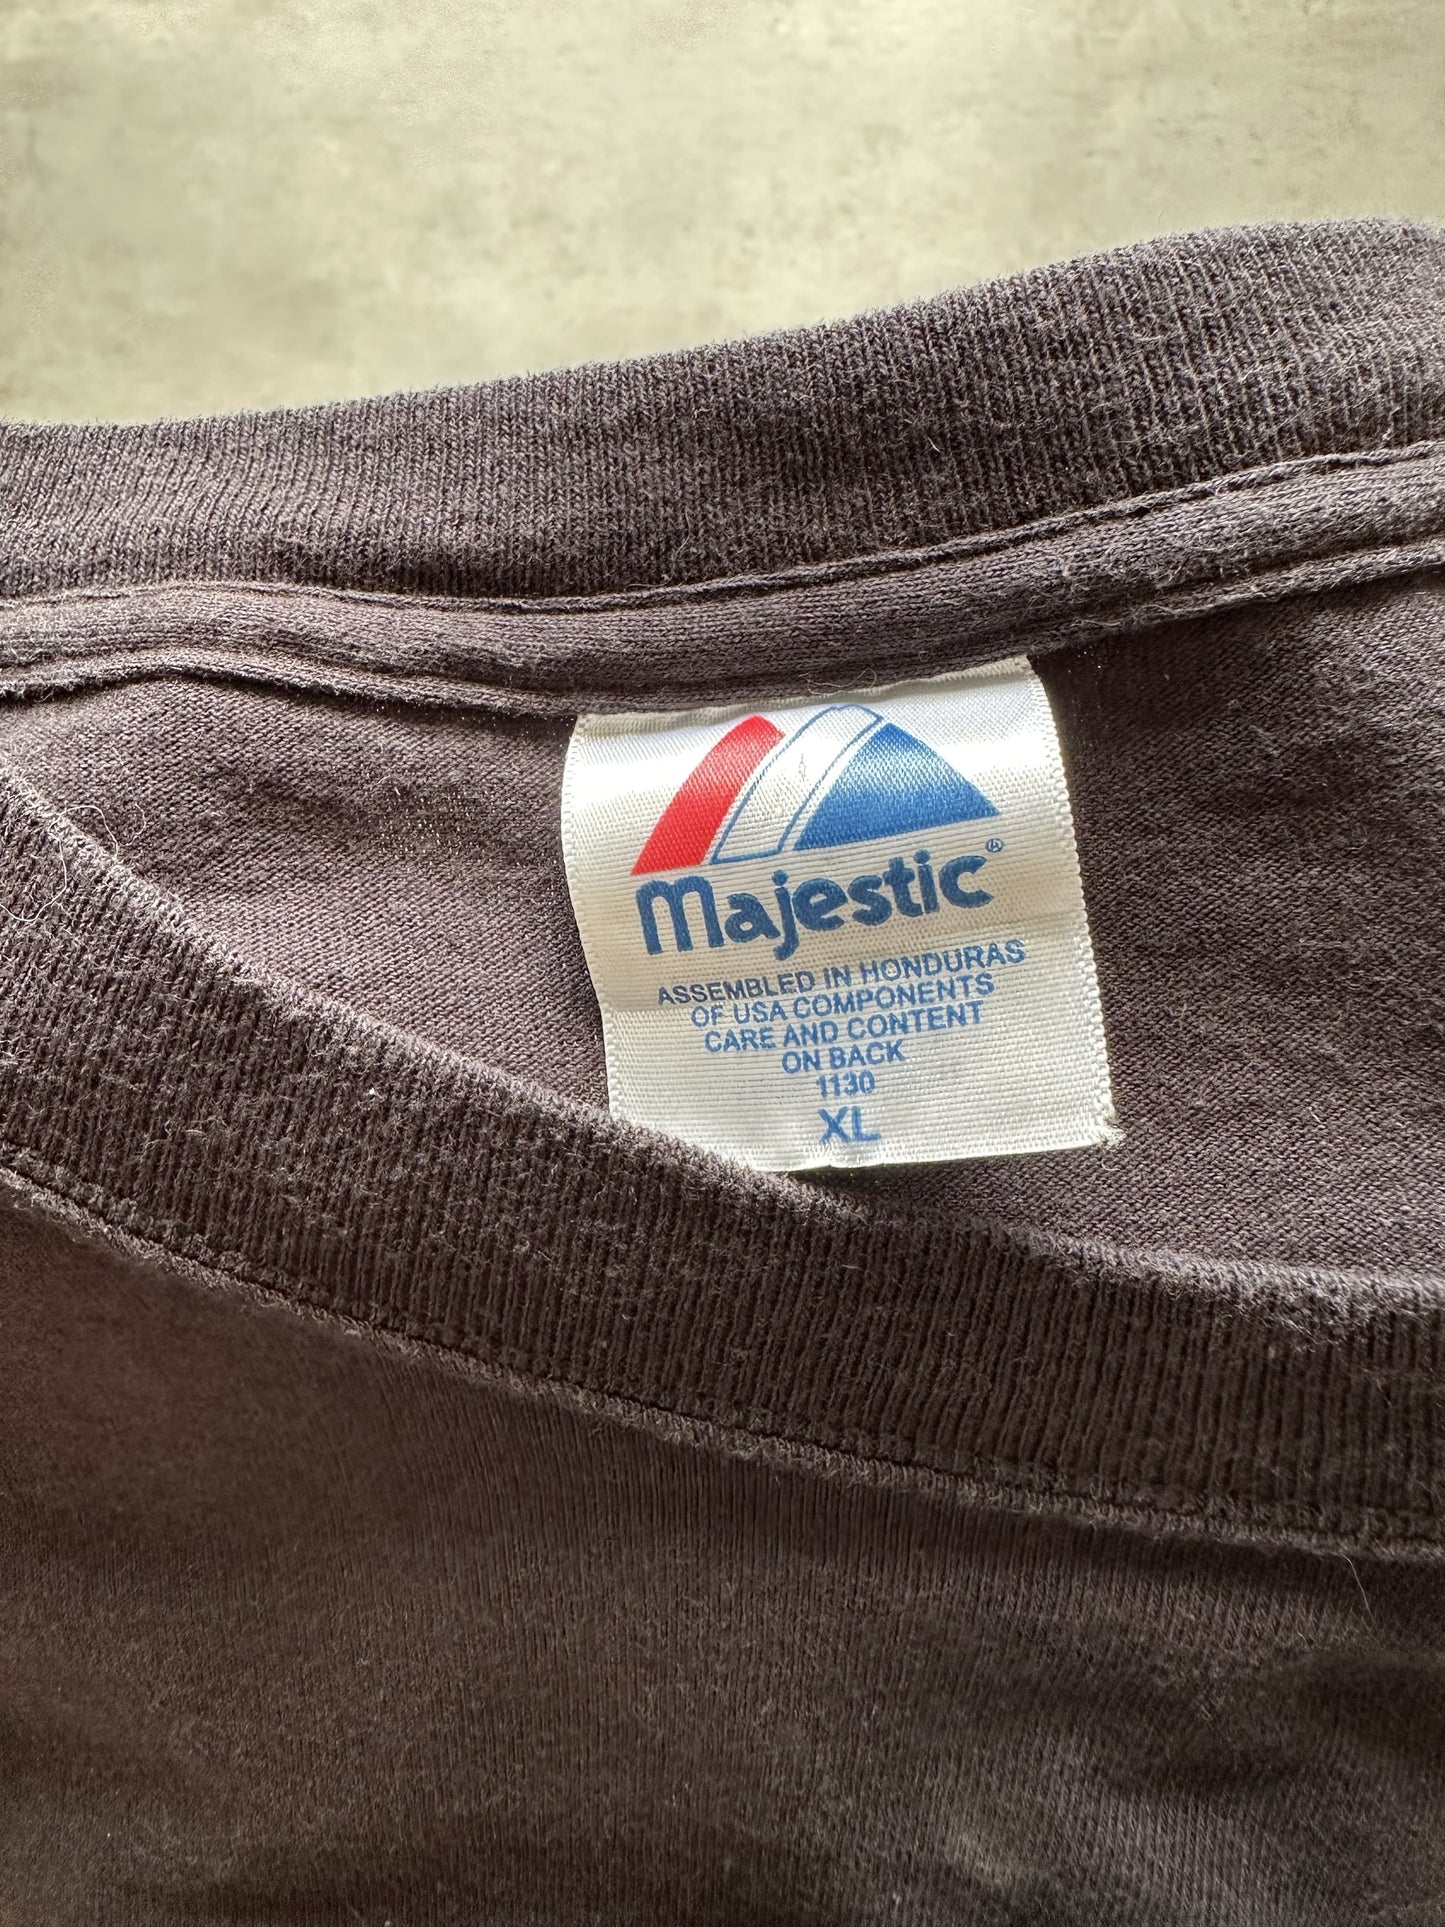 Majestic®
ASSEMBLED IN HONDURAS
OF USA COMPONENTS
CARE AND CONTENT
ON BACK
1130
XL